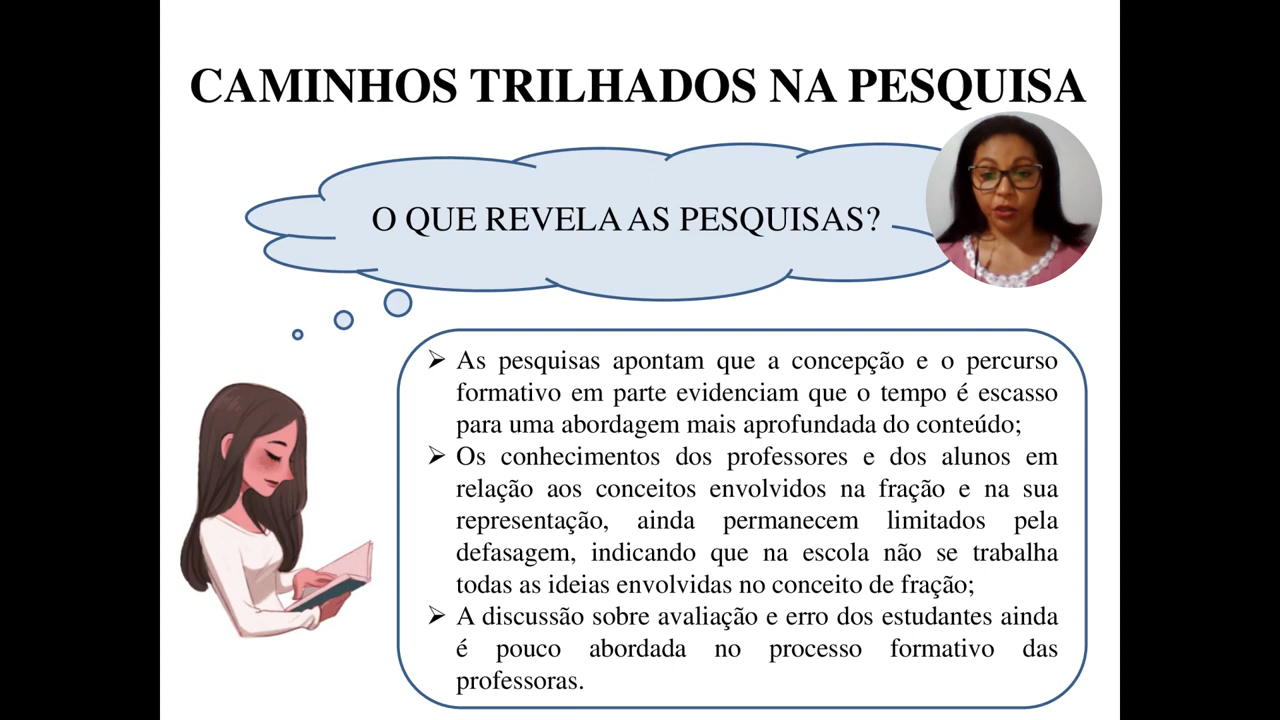 CAMINHOS TRILHADOS NA PESQUISA
O QUE REVELA AS PESQUISAS?
➢ As pesquisas apontam que a concepção e o percurso
formativo em parte evidenciam que o tempo é escasso
para uma abordagem mais aprofundada do conteúdo;
➢ Os conhecimentos dos professores e dos alunos em
relação aos conceitos envolvidos na fração e na sua
representação, ainda permanecem limitados pela
defasagem, indicando que na escola não se trabalha
todas as ideias envolvidas no conceito de fração;
➢ A discussão sobre avaliação e erro dos estudantes ainda
é pouco abordada no processo formativo das
professoras.